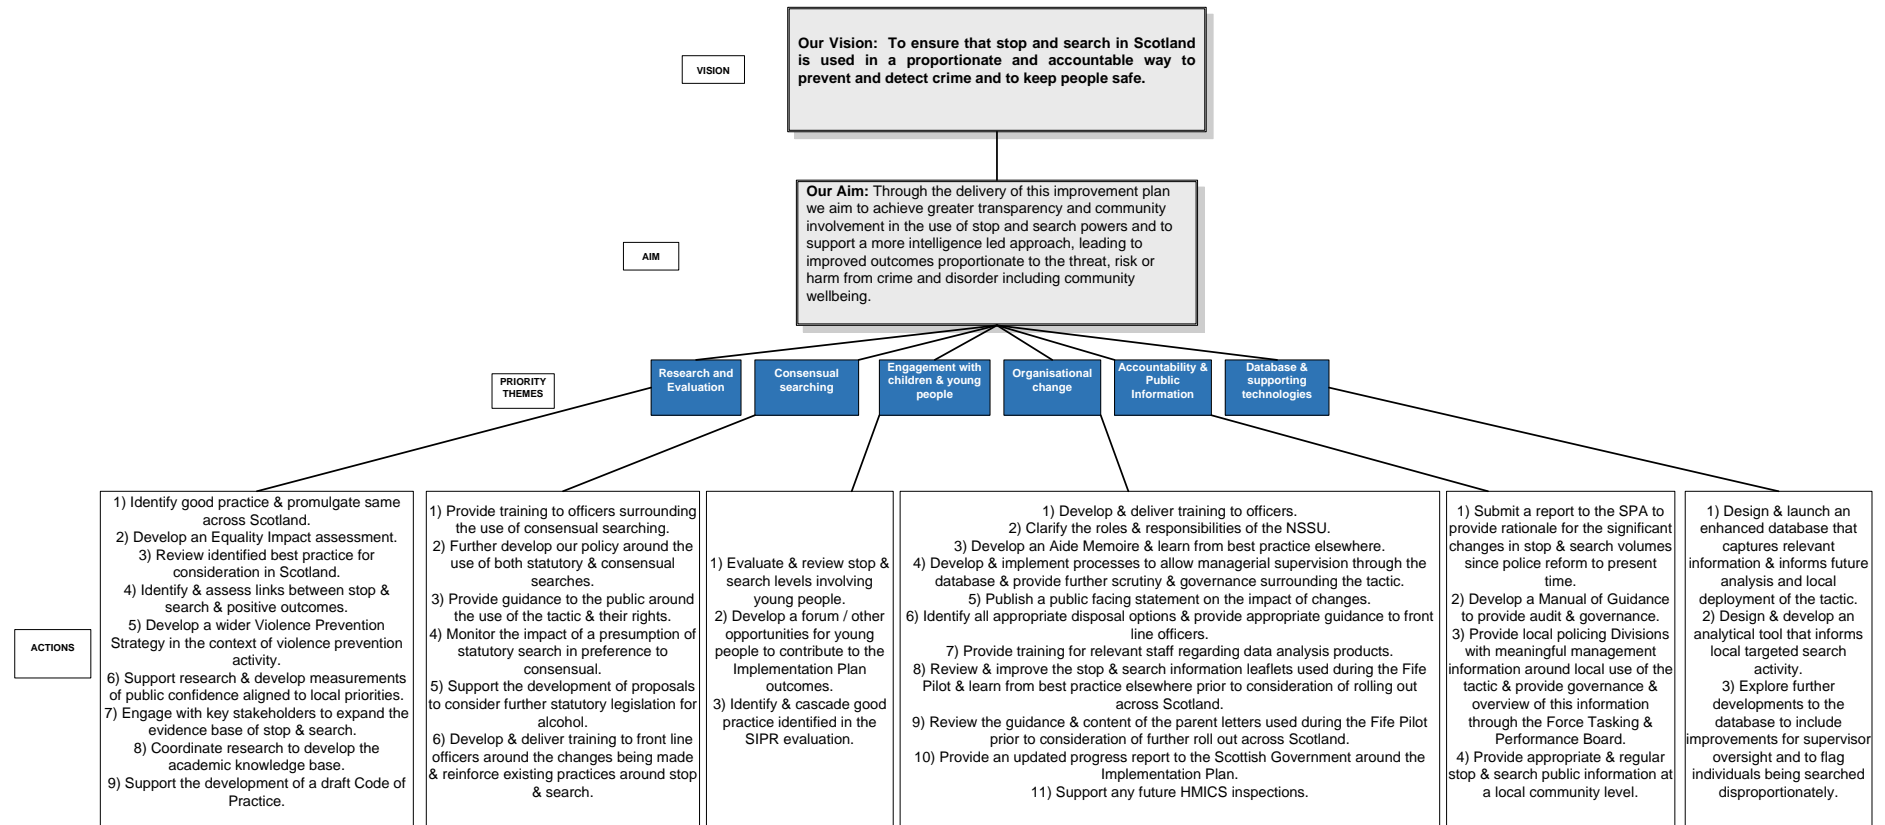 VISION
Our Vision: To ensure that stop and search in Scotland
is used in a proportionate and accountable way to
prevent and detect crime and to keep people safe.
AIM
Our Aim: Through the delivery of this improvement plan
we aim to achieve greater transparency and community
involvement in the use of stop and search powers and to
support a more intelligence led approach, leading to
improved outcomes proportionate to the threat, risk or
harm from crime and disorder including community
wellbeing.
PRIORITY
THEMES
Research and
Evaluation
Consensual
searching
Engagement with
children & young
people
Organisational
change
Accountability &
Public
Information
Database &
supporting
technologies
ACTIONS
1) Identify good practice & promulgate same
across Scotland.
2) Develop an Equality Impact assessment.
3) Review identified best practice for
consideration in Scotland.
4) Identify & assess links between stop &
search & positive outcomes.
5) Develop a wider Violence Prevention
Strategy in the context of violence prevention
activity.
6) Support research & develop measurements
of public confidence aligned to local priorities.
7) Engage with key stakeholders to expand the
evidence base of stop & search.
8) Coordinate research to develop the
academic knowledge base.
9) Support the development of a draft Code of
Practice.
1) Provide training to officers surrounding
the use of consensual searching.
2) Further develop our policy around the
use of both statutory & consensual
searches.
3) Provide guidance to the public around
the use of the tactic & their rights.
4) Monitor the impact of a presumption of
statutory search in preference to
consensual.
5) Support the development of proposals
to consider further statutory legislation for
alcohol.
6) Develop & deliver training to front line
officers around the changes being made
& reinforce existing practices around stop
& search.
1) Evaluate & review stop &
search levels involving
young people.
2) Develop a forum / other
opportunities for young
people to contribute to the
Implementation Plan
outcomes.
3) Identify & cascade good
practice identified in the
SIPR evaluation.
1) Develop & deliver training to officers.
2) Clarify the roles & responsibilities of the NSSU.
3) Develop an Aide Memoire & learn from best practice elsewhere.
4) Develop & implement processes to allow managerial supervision through the
database & provide further scrutiny & governance surrounding the tactic.
5) Publish a public facing statement on the impact of changes.
6) Identify all appropriate disposal options & provide appropriate guidance to front
line officers.
7) Provide training for relevant staff regarding data analysis products.
8) Review & improve the stop & search information leaflets used during the Fife
Pilot & learn from best practice elsewhere prior to consideration of rolling out
across Scotland.
9) Review the guidance & content of the parent letters used during the Fife Pilot
prior to consideration of further roll out across Scotland.
10) Provide an updated progress report to the Scottish Government around the
Implementation Plan.
11) Support any future HMICS inspections.
1) Submit a report to the SPA to
provide rationale for the significant
changes in stop & search volumes
since police reform to present
time.
2) Develop a Manual of Guidance
to provide audit & governance.
3) Provide local policing Divisions
with meaningful management
information around local use of the
tactic & provide governance &
overview of this information
through the Force Tasking &
Performance Board.
4) Provide appropriate & regular
stop & search public information at
a local community level.
1) Design & launch an
enhanced database that
captures relevant
information & informs future
analysis and local
deployment of the tactic.
2) Design & develop an
analytical tool that informs
local targeted search
activity.
3) Explore further
developments to the
database to include
improvements for supervisor
oversight and to flag
individuals being searched
disproportionately.